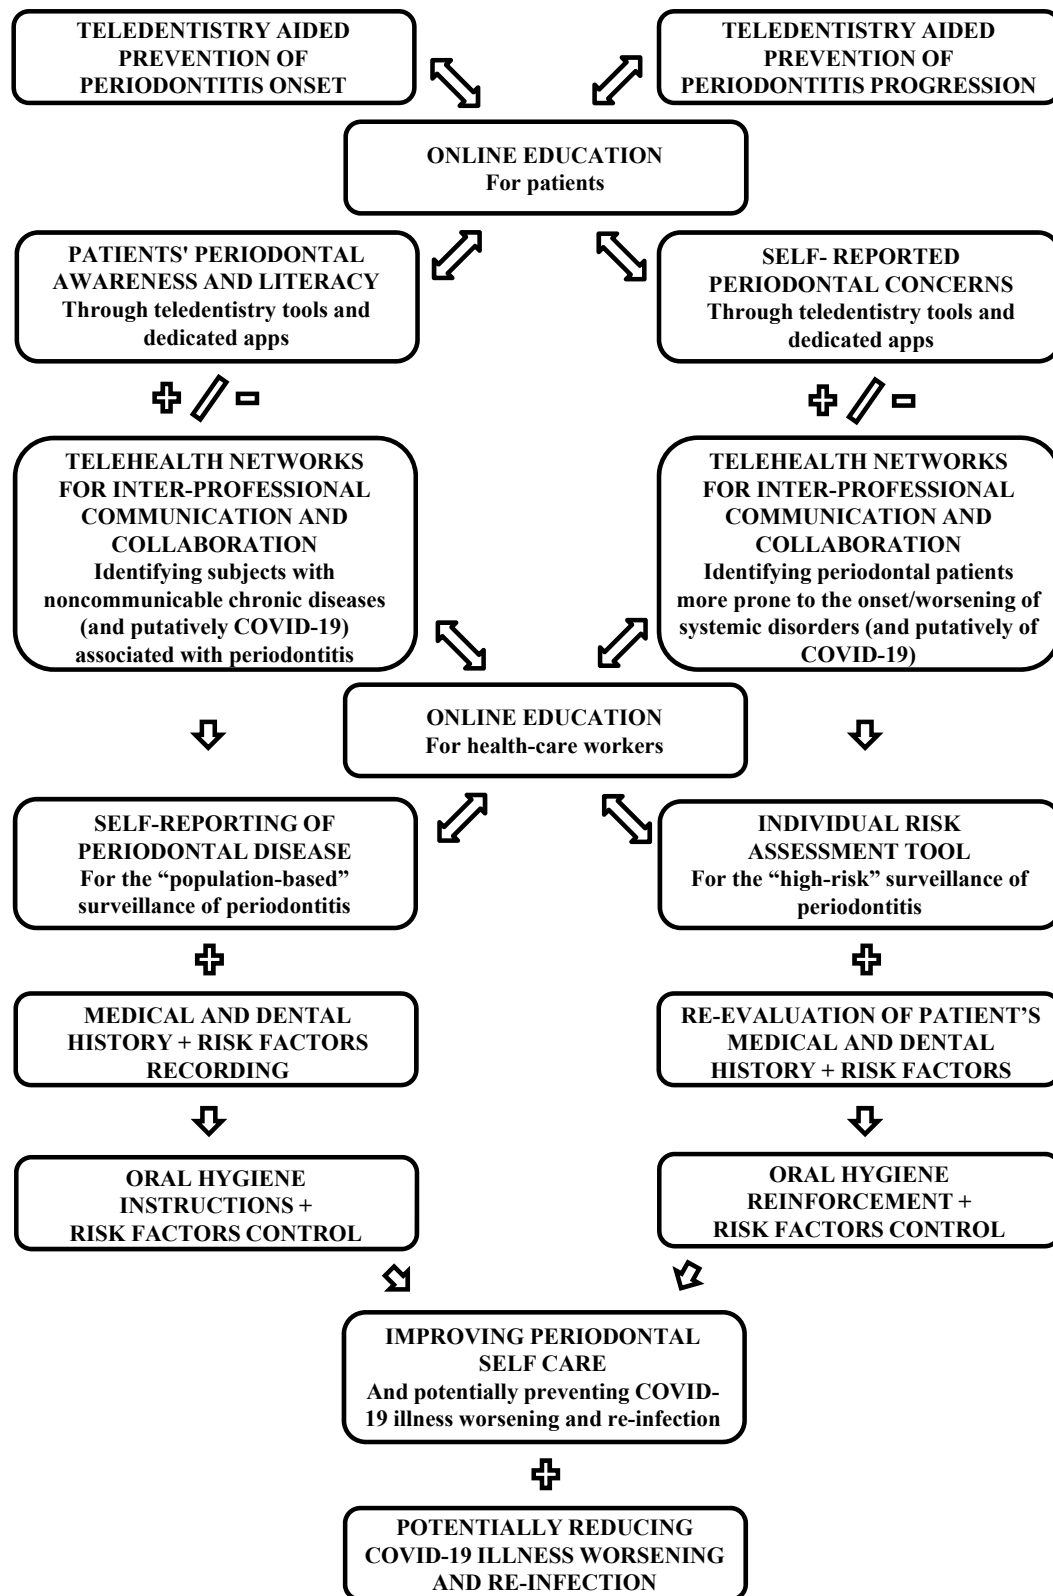 TELEDENTISTRY AIDED
PREVENTION OF
PERIODONTITIS ONSET
TELEDENTISTRY AIDED
PREVENTION OF
PERIODONTITIS PROGRESSION
ONLINE EDUCATION
For patients
PATIENTS' PERIODONTAL
AWARENESS AND LITERACY
Through teledentistry tools and
dedicated apps
SELF- REPORTED
PERIODONTAL CONCERNS
Through teledentistry tools and
dedicated apps
TELEHEALTH NETWORKS
FOR INTER-PROFESSIONAL
COMMUNICATION AND
COLLABORATION
Identifying subjects with
noncommunicable chronic diseases
(and putatively COVID-19)
associated with periodontitis
TELEHEALTH NETWORKS
FOR INTER-PROFESSIONAL
COMMUNICATION AND
COLLABORATION
Identifying periodontal patients
more prone to the onset/worsening of
systemic disorders (and putatively of
COVID-19)
ONLINE EDUCATION
For health-care workers
SELF-REPORTING OF
PERIODONTAL DISEASE
For the “population-based”
surveillance of periodontitis
INDIVIDUAL RISK
ASSESSMENT TOOL
For the “high-risk” surveillance of
periodontitis
MEDICAL AND DENTAL
HISTORY + RISK FACTORS
RECORDING
RE-EVALUATION OF PATIENT’S
MEDICAL AND DENTAL
HISTORY + RISK FACTORS
ORAL HYGIENE
INSTRUCTIONS +
RISK FACTORS CONTROL
ORAL HYGIENE
REINFORCEMENT +
RISK FACTORS CONTROL
IMPROVING PERIODONTAL
SELF CARE
And potentially preventing COVID-
19 illness worsening and re-infection
POTENTIALLY REDUCING
COVID-19 ILLNESS WORSENING
AND RE-INFECTION